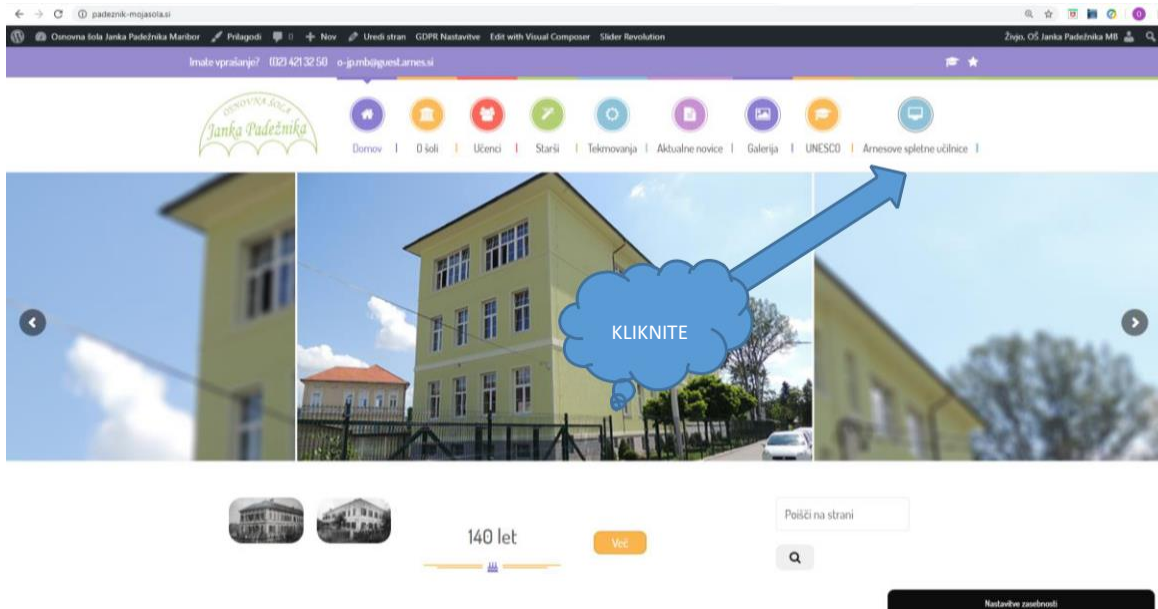 padeznik-mojasola.si
Osnovna šola Janka Padežnika Maribor Prilagodi 0 + Nov Uredi stran GDPR Nastavitve Edit with Visual Composer Slider Revolution Živjo, OŠ Janka Padežnika MB
Imate vprašanje? (02) 421 32 50 o-jp.mb@guest.arnes.si
OSNOVNA ŠOLA
Janka Padežnika
Domov | O šoli | Učenci | Starši | Tekmovanja | Aktualne novice | Galerija | UNESCO | Arnesove spletne učilnice |
KLIKNITE
Poišči na strani
140 let Več
Nastavitve zasebnosti